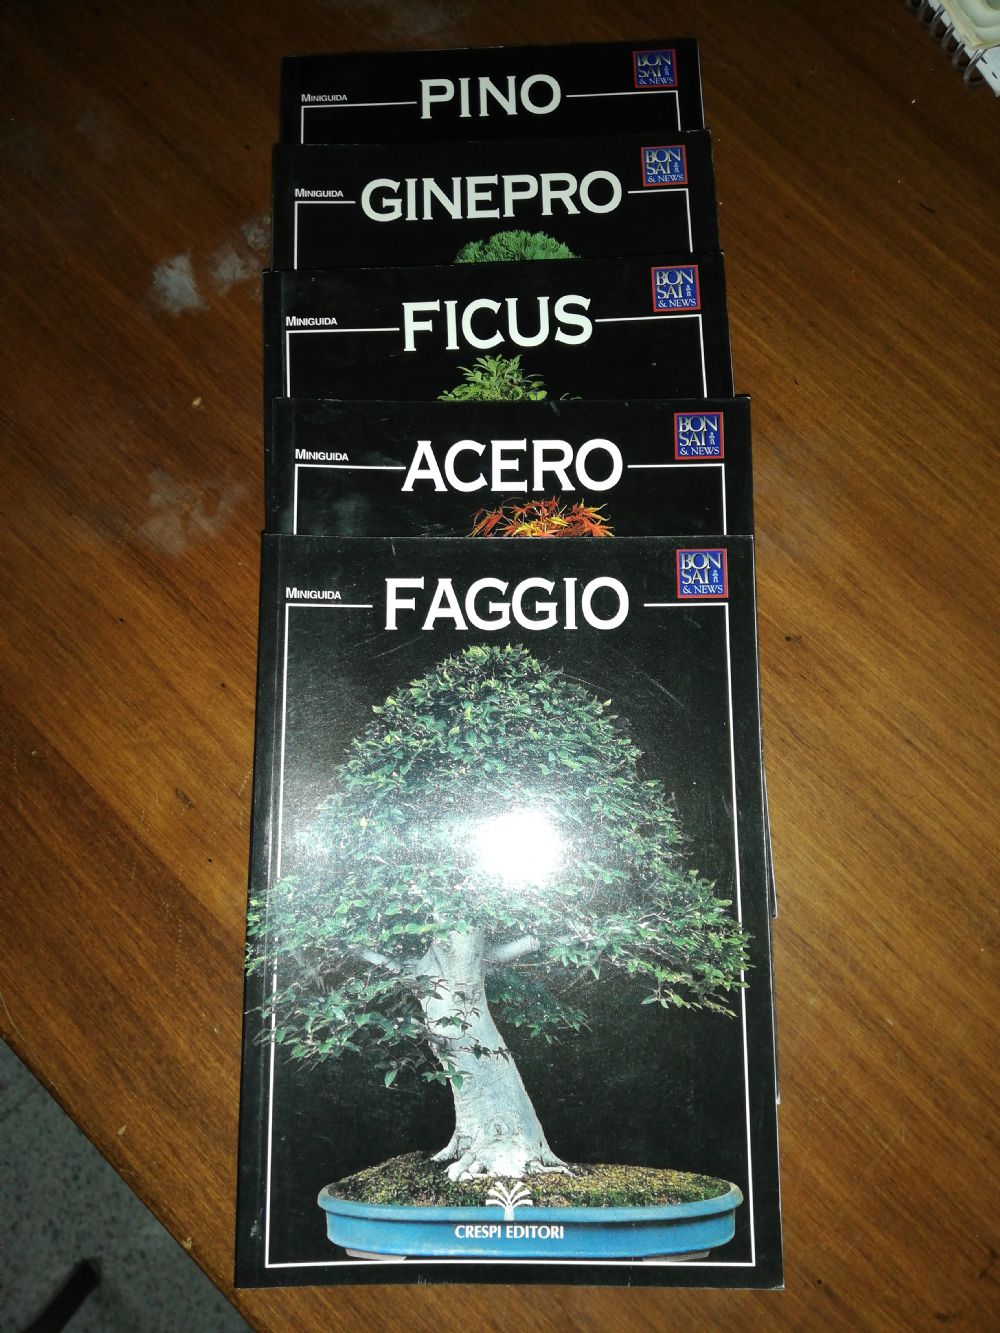 MINIGUIDA
PINO
BON
SAI
& NEWS
MINIGUIDA
GINEPRO
BON
SAI
& NEWS
MINIGUIDA
FICUS
BON
SAI
& NEWS
MINIGUIDA
ACERO
BON
SAI
& NEWS
MINIGUIDA
FAGGIO
BON
SAI
& NEWS
CRESPI EDITORI